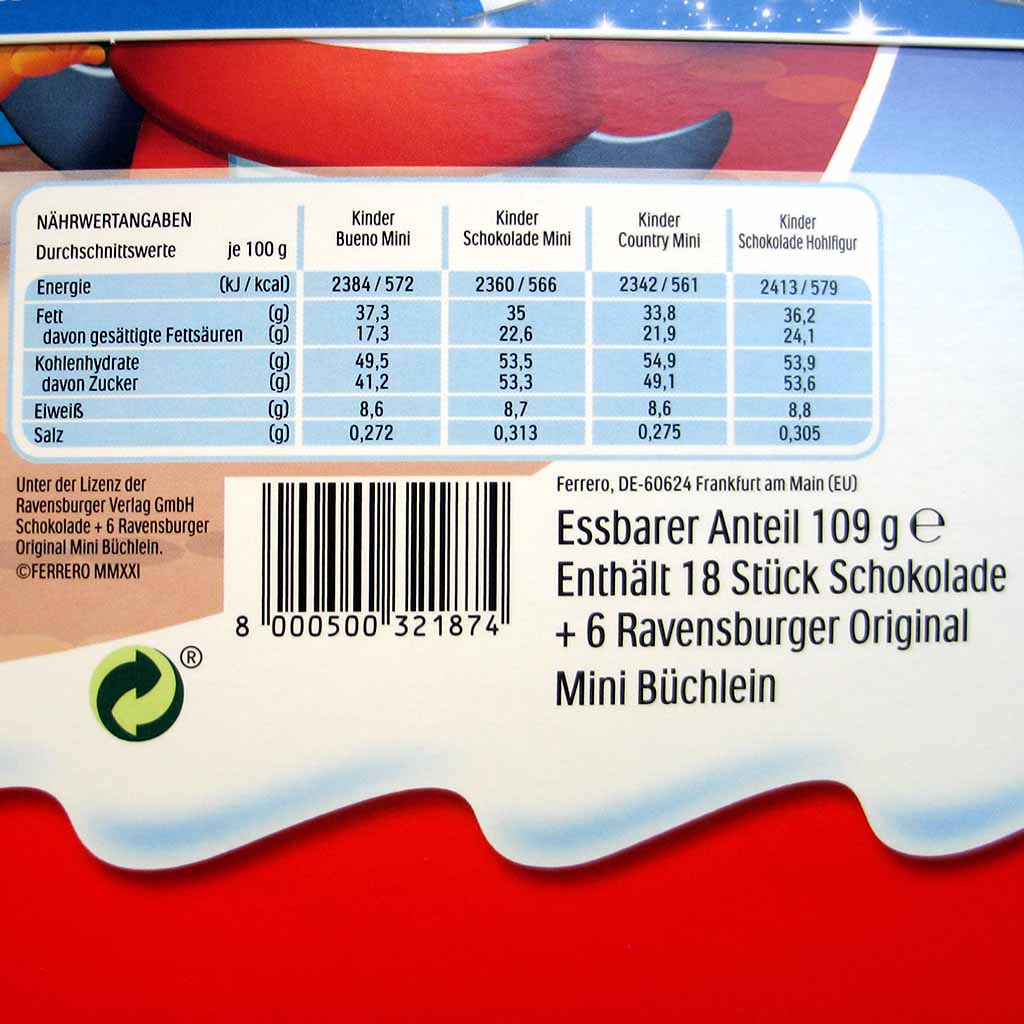 NÄHRWERTANGABEN
Durchschnittswerte je 100 g
Kinder Bueno Mini
Kinder Schokolade Mini
Kinder Country Mini
Kinder Schokolade Hohlfigur
Energie (kJ / kcal) 2384 / 572 2360 / 566 2342 / 561 2413 / 579
Fett (g) 37,3 35 33,8 36,2
davon gesättigte Fettsäuren (g) 17,3 22,6 21,9 24,1
Kohlenhydrate (g) 49,5 53,5 54,9 53,9
davon Zucker (g) 41,2 53,3 49,1 53,6
Eiweiß (g) 8,6 8,7 8,6 8,8
Salz (g) 0,272 0,313 0,275 0,305
Unter der Lizenz der
Ravensburger Verlag GmbH
Schokolade + 6 Ravensburger
Original Mini Büchlein.
©FERRERO MMXXI
8 000500 321874
®
Ferrero, DE-60624 Frankfurt am Main (EU)
Essbarer Anteil 109 g ℮
Enthält 18 Stück Schokolade
+ 6 Ravensburger Original
Mini Büchlein